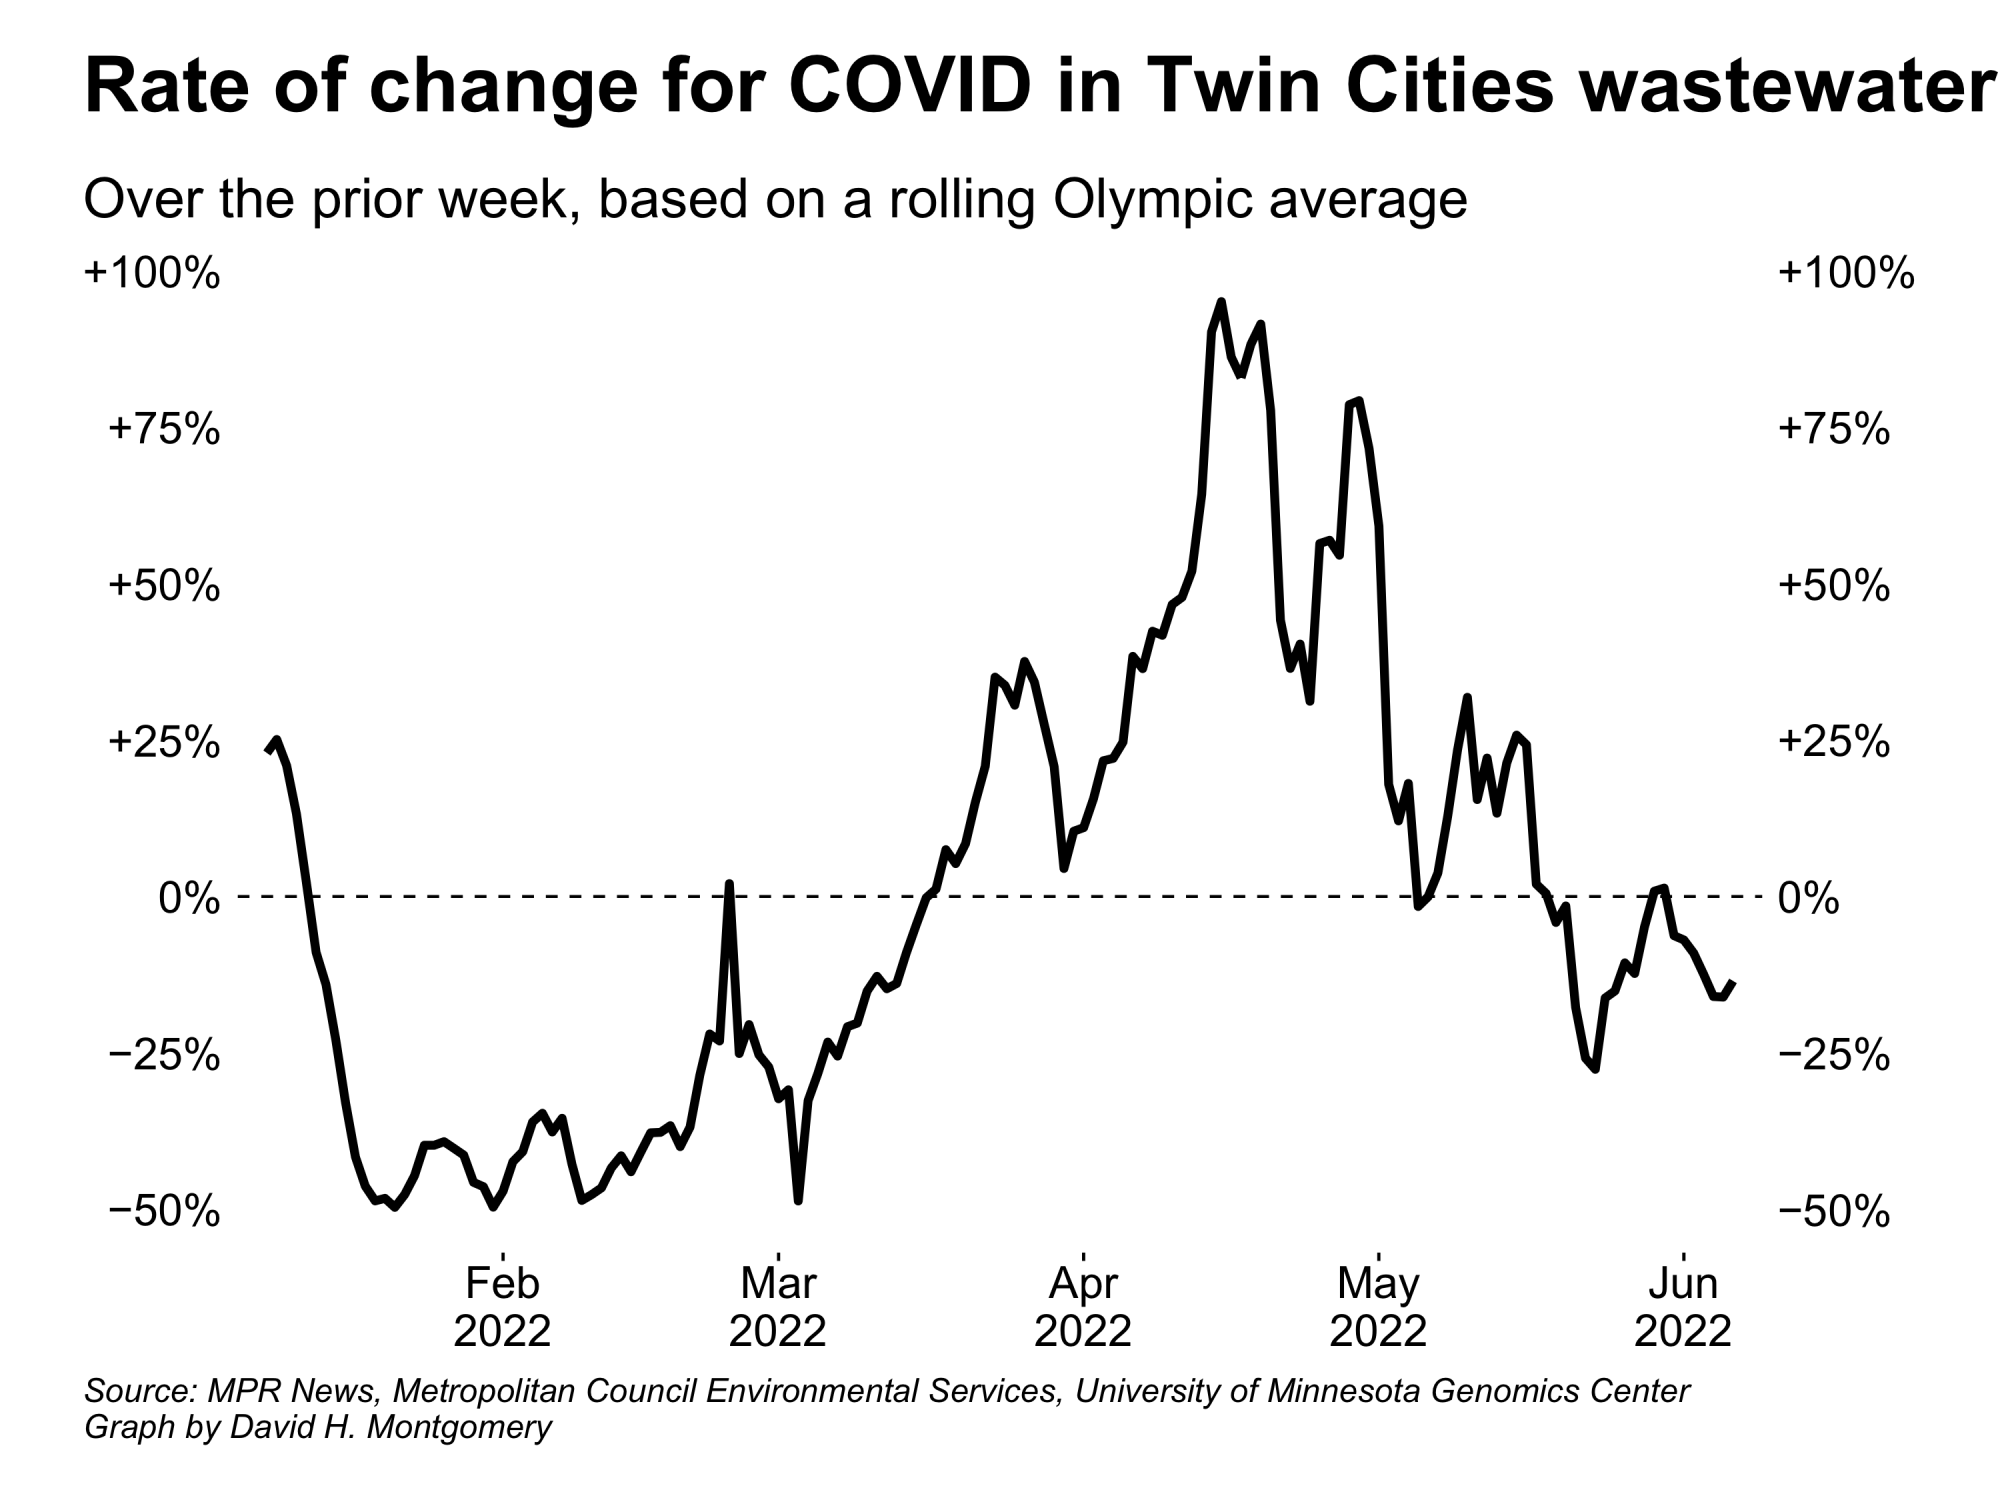 Rate of change for COVID in Twin Cities wastewater
Over the prior week, based on a rolling Olympic average
+100% +100%
+75% +75%
+50% +50%
+25% +25%
0% 0%
−25% −25%
−50% −50%
Feb Mar Apr May Jun
2022 2022 2022 2022 2022
Source: MPR News, Metropolitan Council Environmental Services, University of Minnesota Genomics Center
Graph by David H. Montgomery